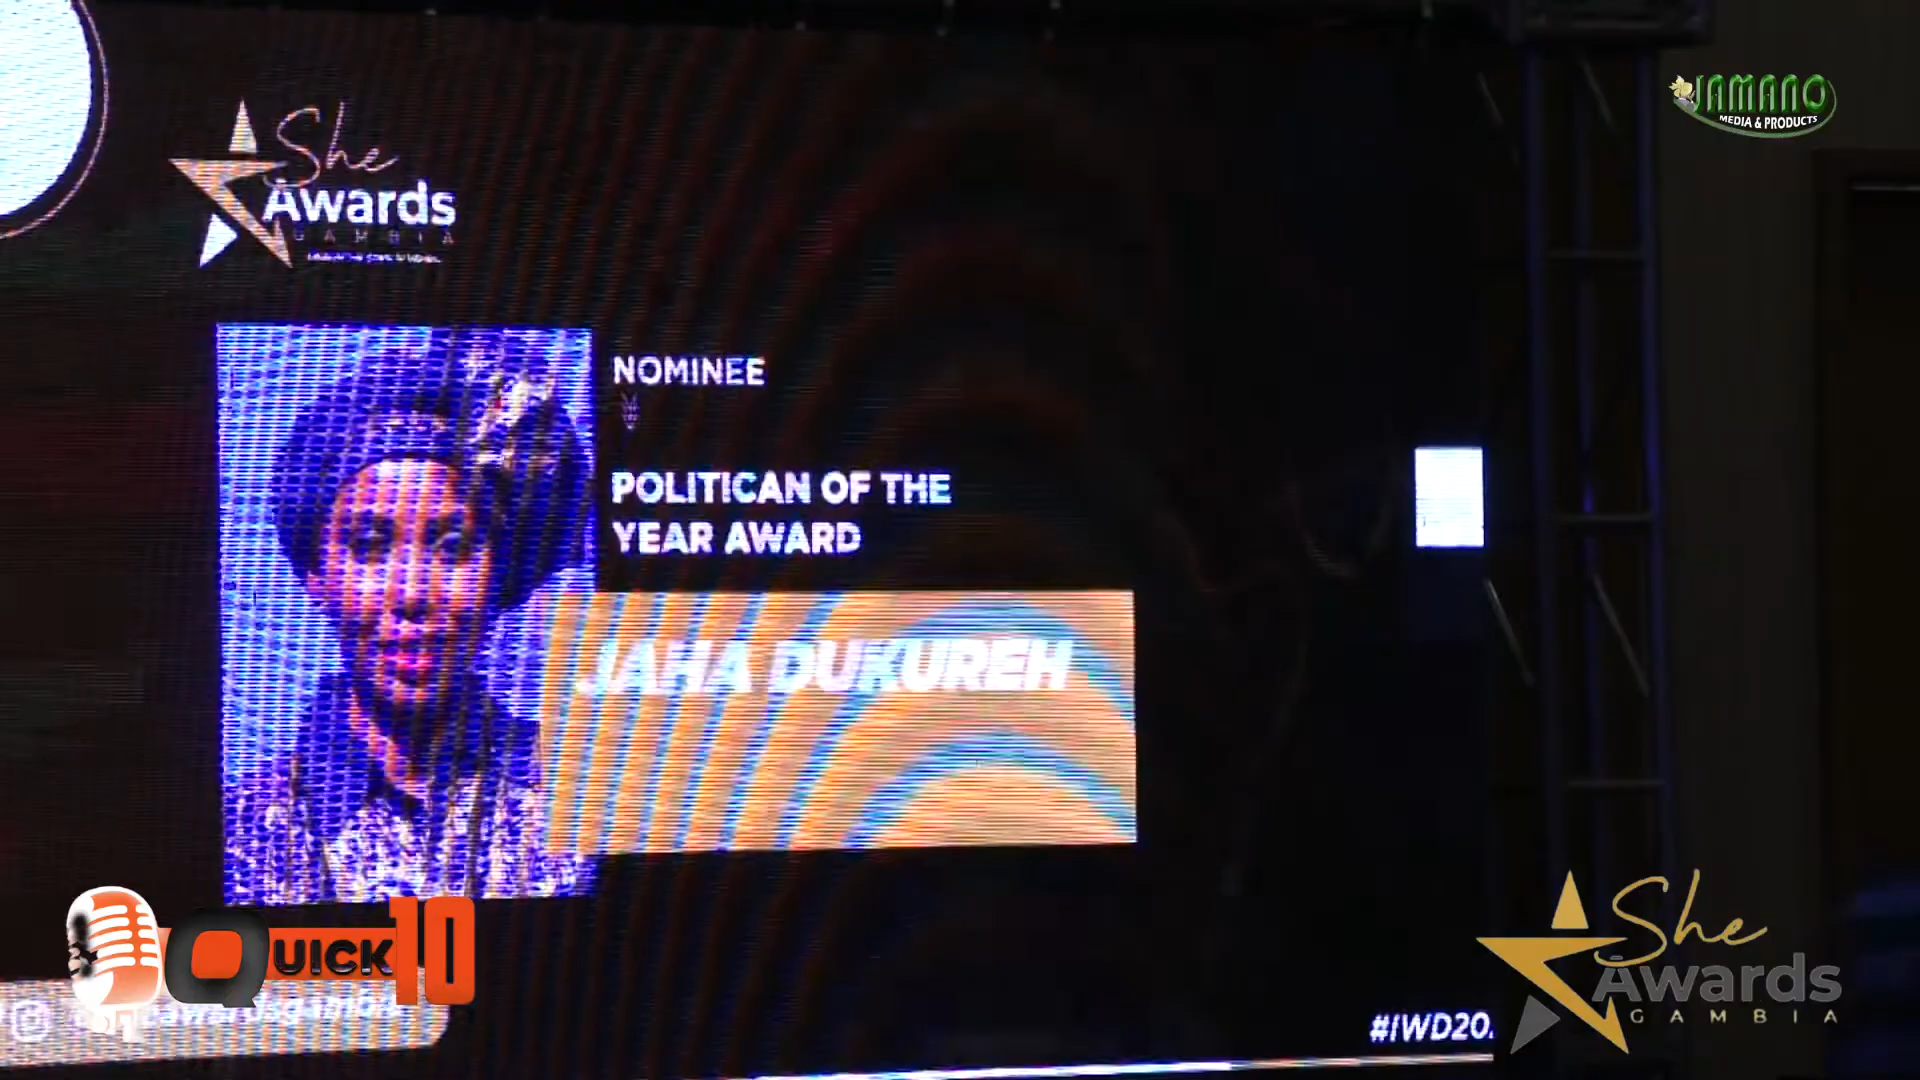 JAMANO
MEDIA & PRODUCTS
She
Awards
GAMBIA
NOMINEE
POLITICAN OF THE
YEAR AWARD
JAHA DUKUREH
QUICK 10
#IWD20
She
Awards
GAMBIA